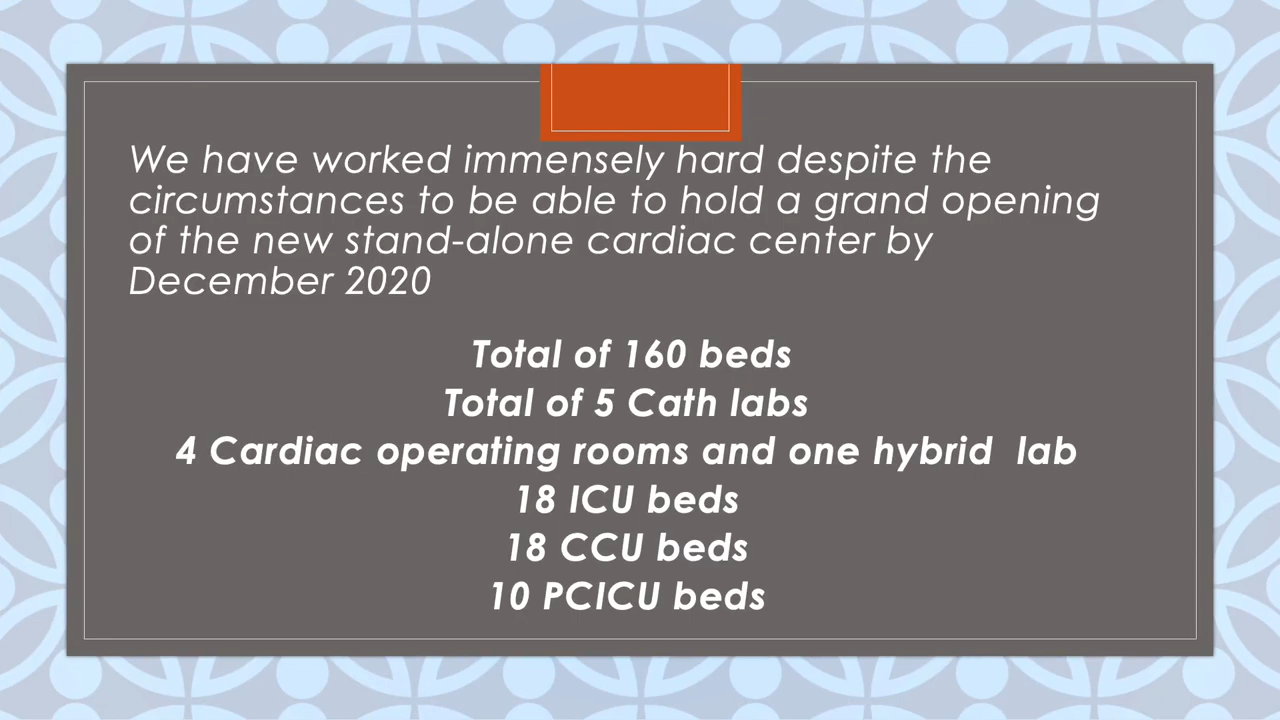 We have worked immensely hard despite the
circumstances to be able to hold a grand opening
of the new stand-alone cardiac center by
December 2020
Total of 160 beds
Total of 5 Cath labs
4 Cardiac operating rooms and one hybrid  lab
18 ICU beds
18 CCU beds
10 PCICU beds